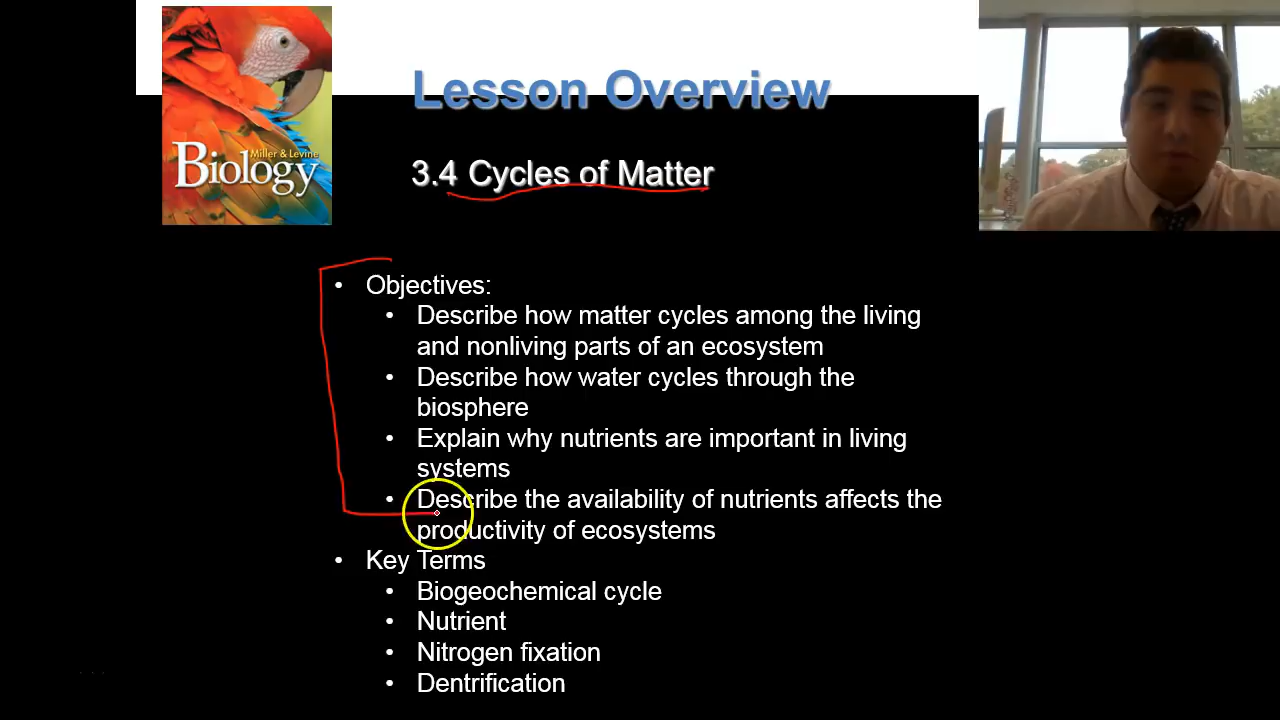 Miller & Levine
Biology
Lesson Overview
3.4 Cycles of Matter
• Objectives:
• Describe how matter cycles among the living
and nonliving parts of an ecosystem
• Describe how water cycles through the
biosphere
• Explain why nutrients are important in living
systems
• Describe the availability of nutrients affects the
productivity of ecosystems
• Key Terms
• Biogeochemical cycle
• Nutrient
• Nitrogen fixation
• Dentrification